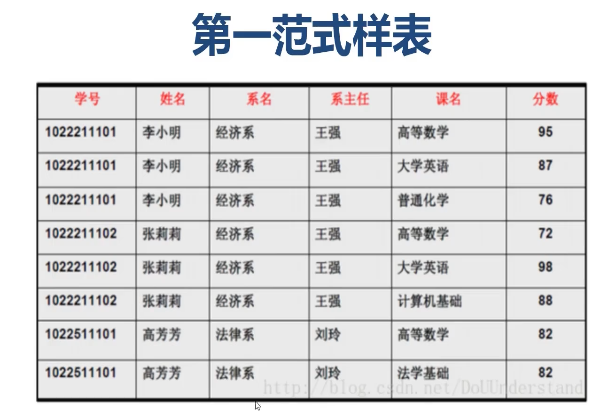 第一范式样表
学号 姓名 系名 系主任 课名 分数
1022211101 李小明 经济系 王强 高等数学 95
1022211101 李小明 经济系 王强 大学英语 87
1022211101 李小明 经济系 王强 普通化学 76
1022211102 张莉莉 经济系 王强 高等数学 72
1022211102 张莉莉 经济系 王强 大学英语 98
1022211102 张莉莉 经济系 王强 计算机基础 88
1022511101 高芳芳 法律系 刘玲 高等数学 82
1022511101 高芳芳 法律系 刘玲 法学基础 82
http://blog.csdn.net/DoUUnderstand